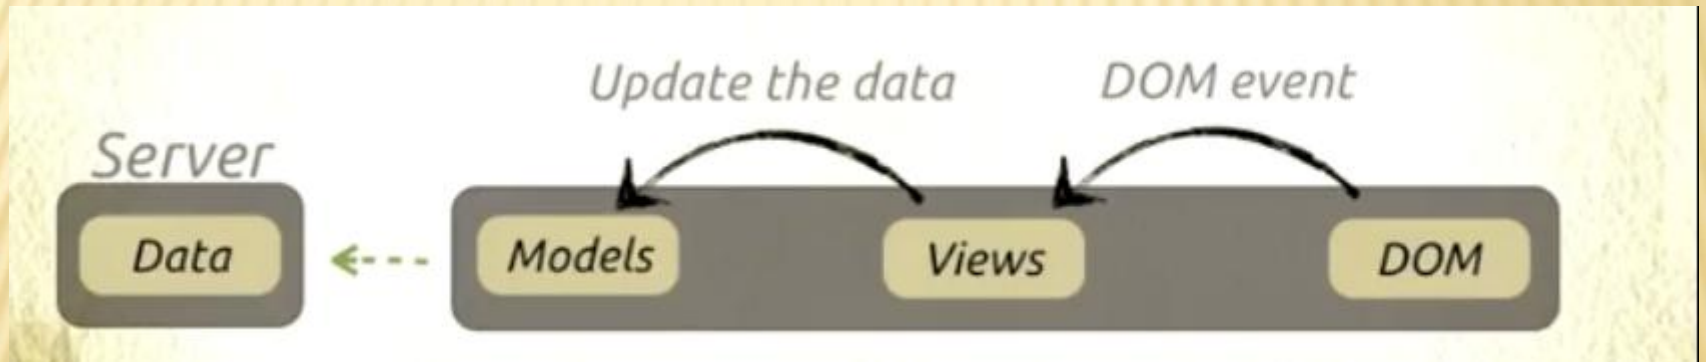 Update the data
DOM event
Server
Data
Models
Views
DOM